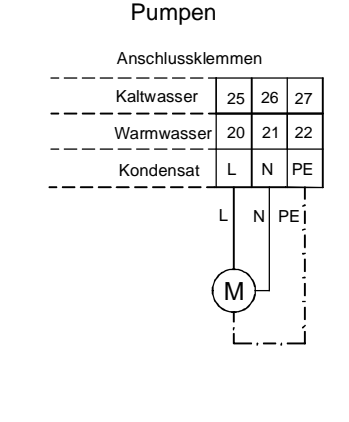 Pumpen
Anschlussklemmen
Kaltwasser 25 26 27
Warmwasser 20 21 22
Kondensat L N PE
L N PE
M